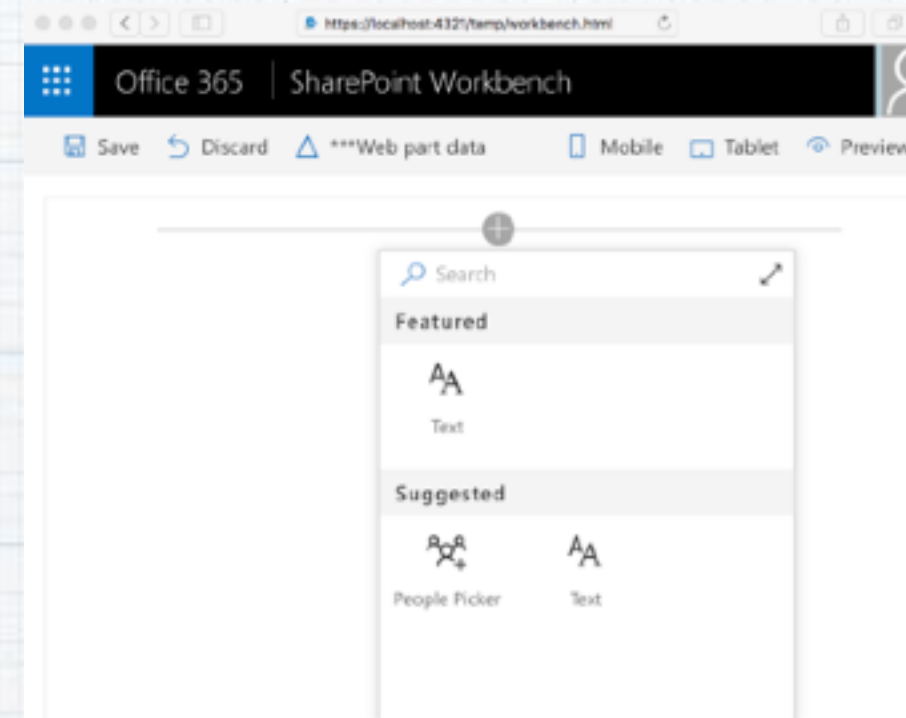 https://localhost:4321/temp/workbench.html
Office 365 SharePoint Workbench
Save Discard ***Web part data Mobile Tablet Preview
Search
Featured
Text
Suggested
People Picker Text